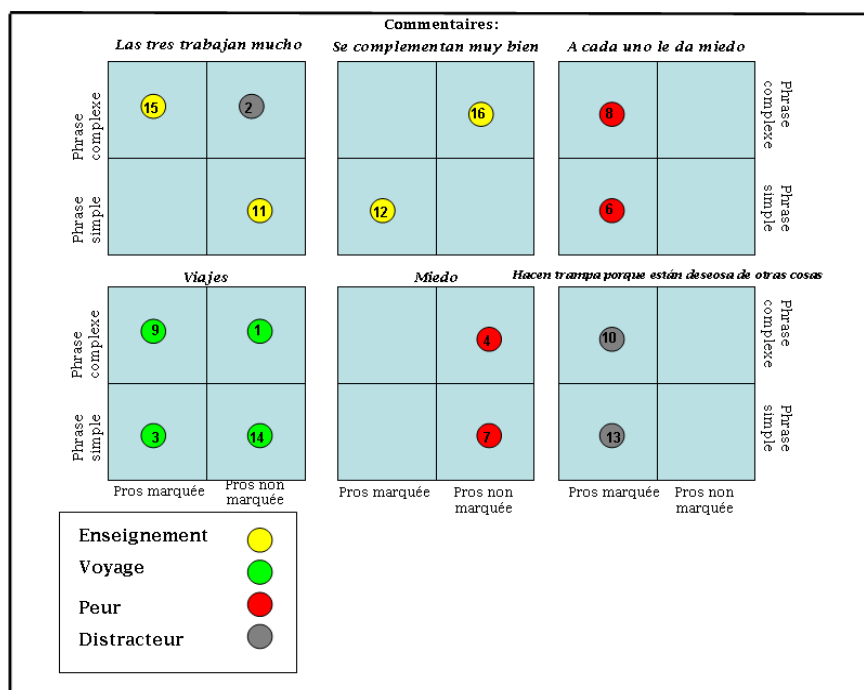 Commentaires:
Las tres trabajan mucho
Se complementan muy bien
A cada uno le da miedo
Phrase complexe
15
2
16
8
Phrase complexe
Phrase simple
11
12
6
Phrase simple
Viajes
Miedo
Hacen trampa porque están deseosa de otras cosas
Phrase complexe
9
1
4
10
Phrase complexe
Phrase simple
3
14
7
13
Phrase simple
Pros marquée
Pros non
marquée
Pros marquée
Pros non
marquée
Pros marquée
Pros non
marquée
Enseignement
Voyage
Peur
Distracteur